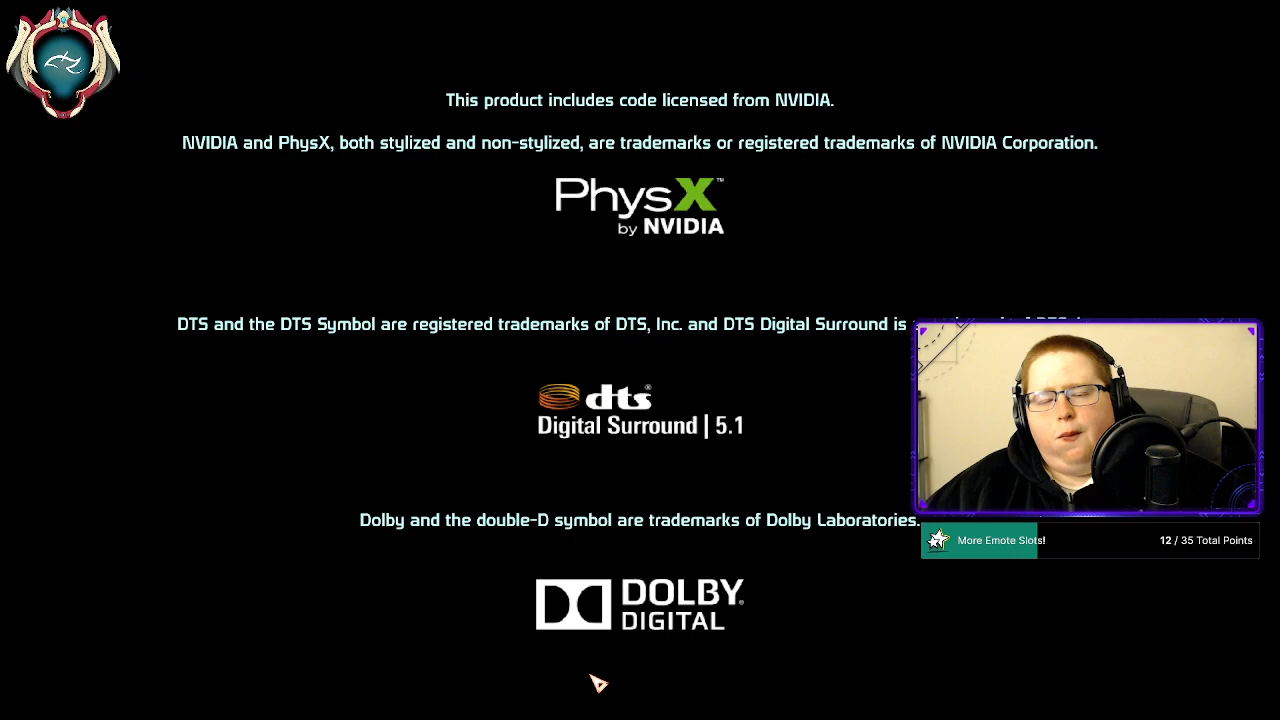 This product includes code licensed from NVIDIA.
NVIDIA and PhysX, both stylized and non-stylized, are trademarks or registered trademarks of NVIDIA Corporation.
PhysX™
by NVIDIA
DTS and the DTS Symbol are registered trademarks of DTS, Inc. and DTS Digital Surround is
dts®
Digital Surround | 5.1
Dolby and the double-D symbol are trademarks of Dolby Laboratories.
More Emote Slots! 12 / 35 Total Points
DOLBY®
DIGITAL